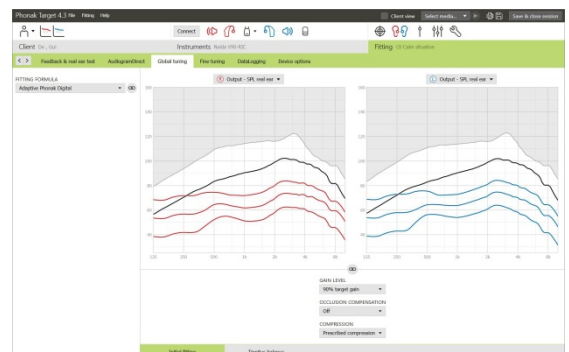 Phonak Target 4.3 File Fitting Help
Client view Select media... Save & close session
Connect
Client
Instruments
Fitting
Feedback & real ear test AudiogramDirect Global tuning Fine tuning DataLogging Device options
FITTING FORMULA
Adaptive Phonak Digital
Output - SPL real ear
Output - SPL real ear
GAIN LEVEL
90% target gain
OCCLUSION COMPENSATION
Off
COMPRESSION
Prescribed compression